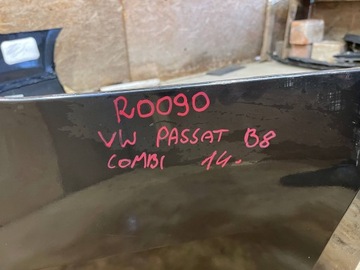 R0090
VW PASSAT B8
COMBI 14-